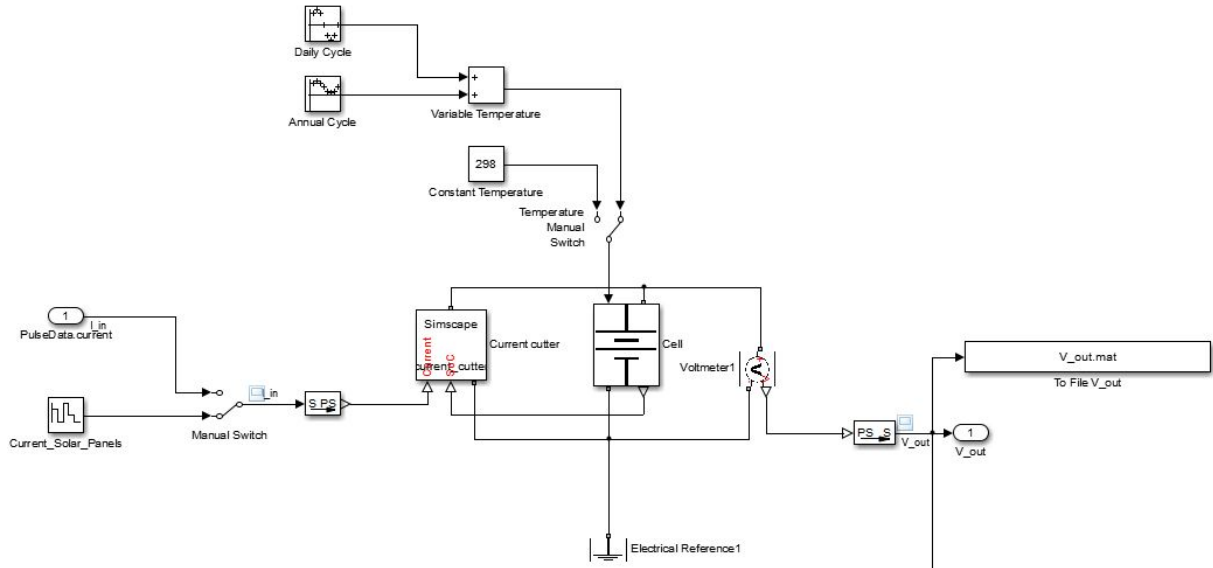 Daily Cycle
+
+
Annual Cycle
Variable Temperature
298
Constant Temperature
Temperature
Manual
Switch
1
I_in
PulseData.current
Simscape
Current cutter
current_cutter
Current
SoC
Cell
Voltmeter1
V_out.mat
To File V_out
I_in
S PS
Manual Switch
Current_Solar_Panels
PS S
V_out
1
V_out
Electrical Reference1